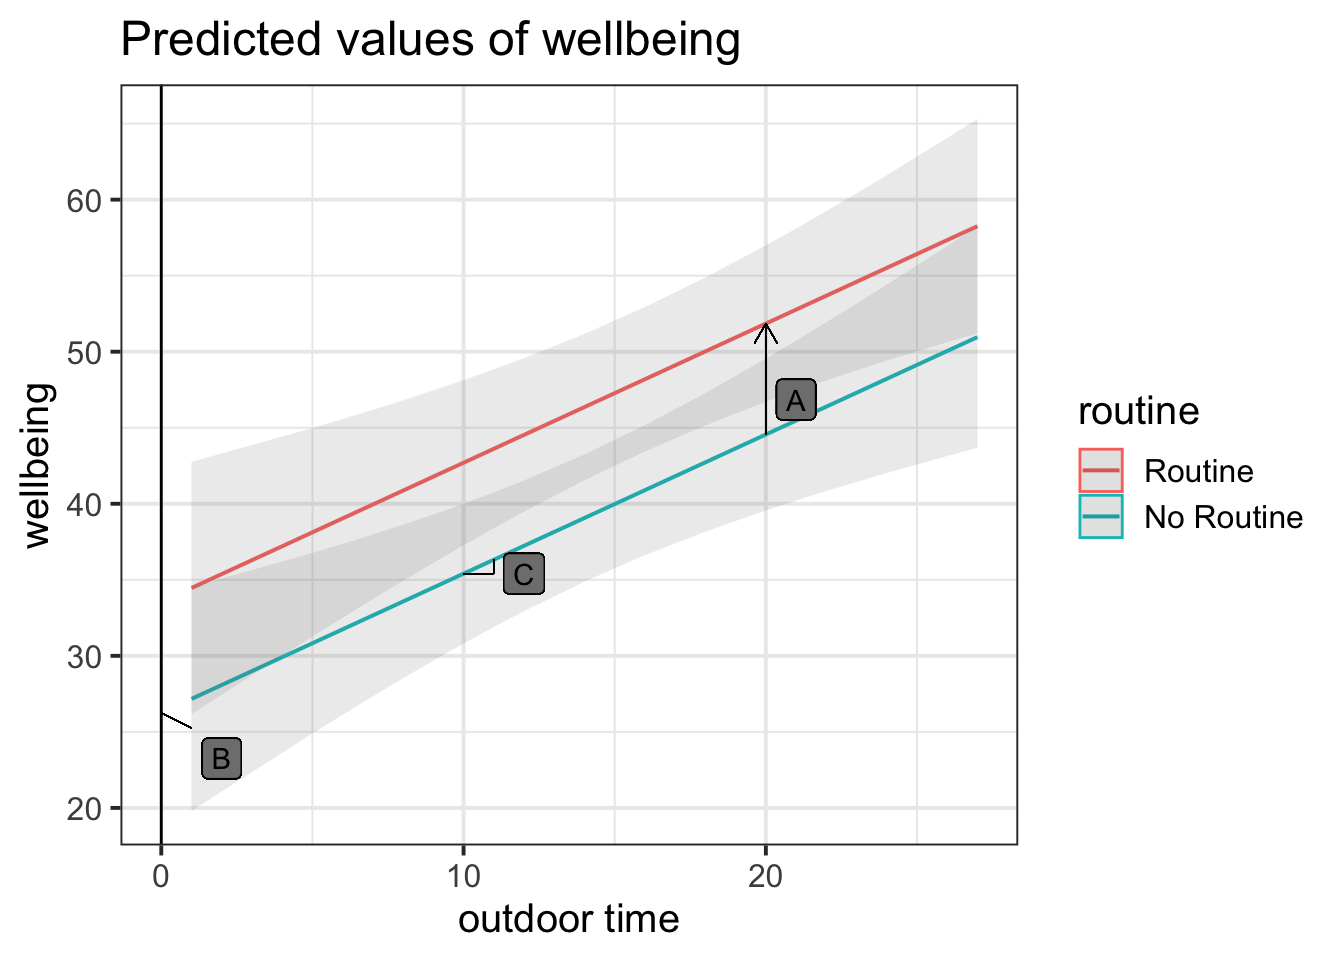 Predicted values of wellbeing
wellbeing
60
50
40
30
20
A
C
B
0 10 20
outdoor time
routine
Routine
No Routine